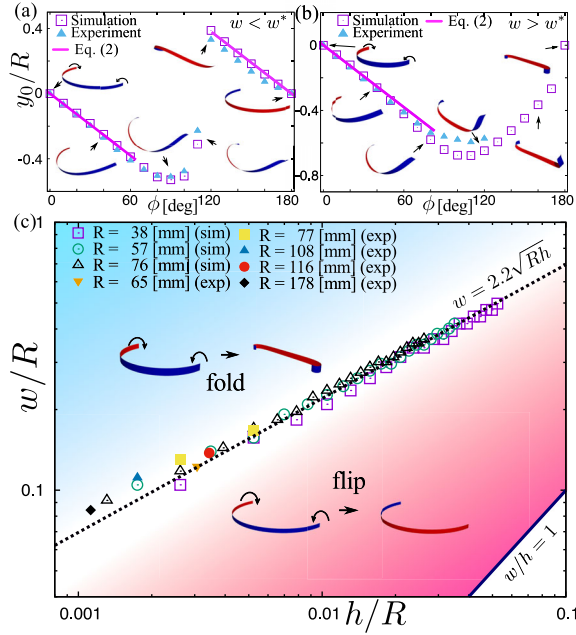 (a)
Simulation
w < w*
Experiment
Eq. (2)
y₀/R
0
-0.4
0
60
ϕ[deg]
120
180
(b)
Simulation
w > w*
Experiment
Eq. (2)
0
-0.4
-0.8
0
60
ϕ[deg]
120
180
(c)
R = 38 [mm] (sim)
R = 57 [mm] (sim)
R = 76 [mm] (sim)
R = 65 [mm] (exp)
R = 77 [mm] (exp)
R = 108 [mm] (exp)
R = 116 [mm] (exp)
R = 178 [mm] (exp)
w = 2.2√Rh
fold
flip
w/h = 1
w/R
1
0.1
0.001
0.01
h/R
0.1